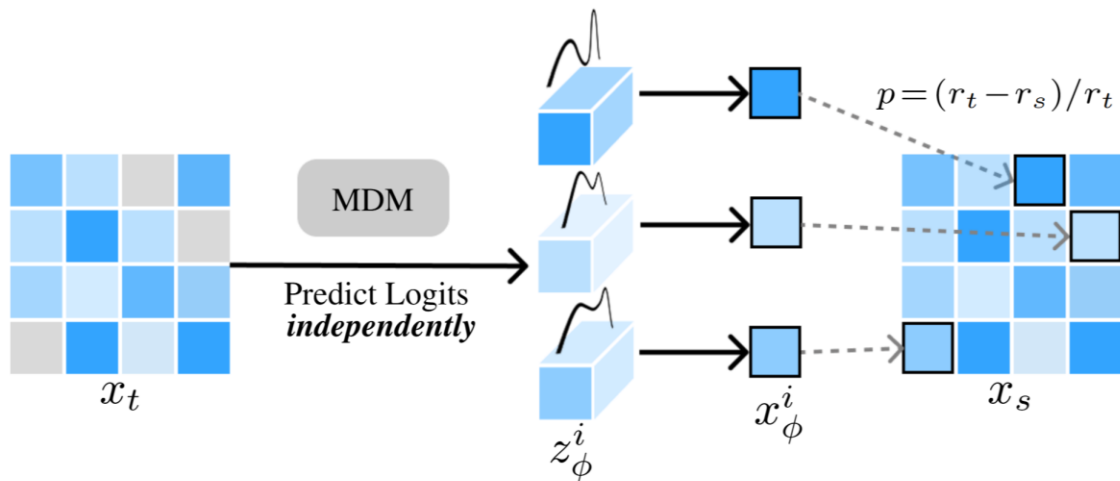 p = (r_t − r_s)/r_t
MDM
Predict Logits
independently
x_t
z_ϕ^i
x_ϕ^i
x_s